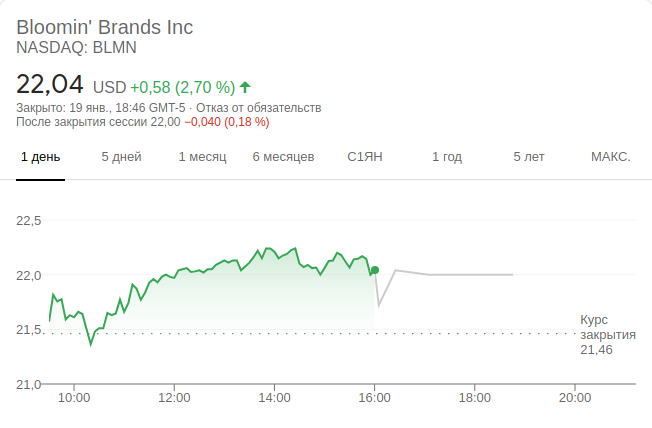 Bloomin' Brands Inc
NASDAQ: BLMN
22,04 USD +0,58 (2,70 %)
Закрыто: 19 янв., 18:46 GMT-5 · Отказ от обязательств
После закрытия сессии 22,00 −0,040 (0,18 %)
1 день 5 дней 1 месяц 6 месяцев С1ЯН 1 год 5 лет МАКС.
22,5
22,0
21,5
Курс
закрытия
21,46
21,0
10:00 12:00 14:00 16:00 18:00 20:00